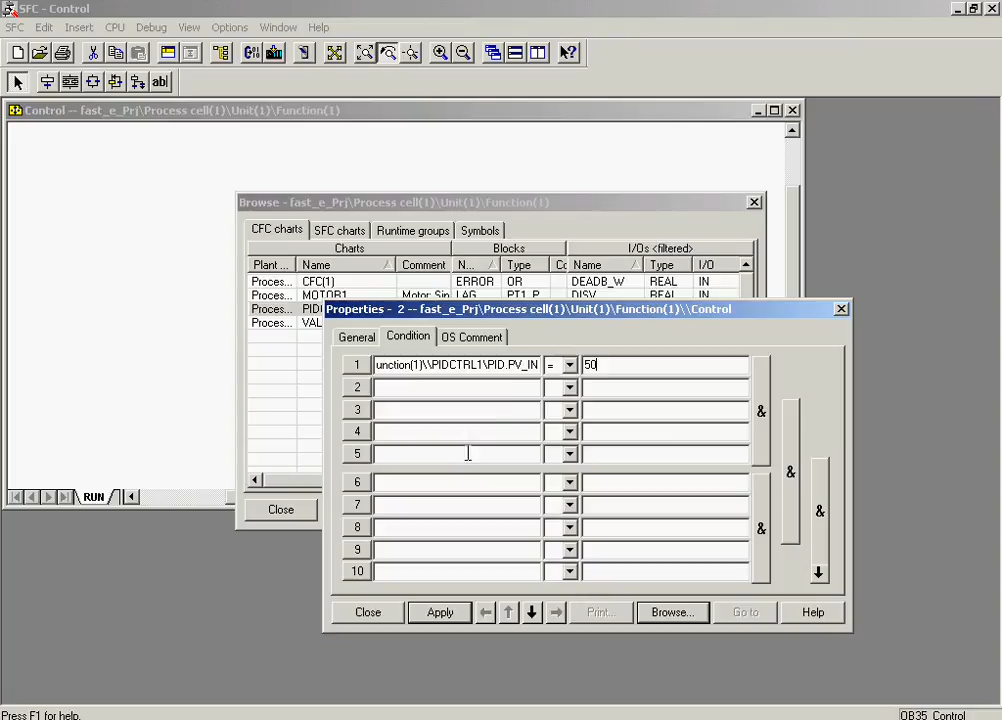 SFC - Control
SFC Edit Insert CPU Debug View Options Window Help
abl
Control -- fast_e_Prj\Process cell(1)\Unit(1)\Function(1)
Browse - fast_e_Prj\Process cell(1)\Unit(1)\Function(1)
CFC charts SFC charts Runtime groups Symbols
Charts Blocks I/Os <filtered>
Plant ... Name Comment N... Type Co Name Type I/O
Proces... CFC(1) ERROR OR DEADB_W REAL IN
Proces... MOTOR1 Motor: Sin LAG PT1_P DISV REAL IN
Proces... PID
Proces... VAL
Properties - 2 -- fast_e_Prj\Process cell(1)\Unit(1)\Function(1)\\Control
General Condition OS Comment
1 unction(1)\\PIDCTRL1\PID.PV_IN = 50
2
3
4
5
&
6
7
8
9
10
&
&
&
RUN
Close
Close Apply Print... Browse... Go to Help
Press F1 for help.
OB35 Control